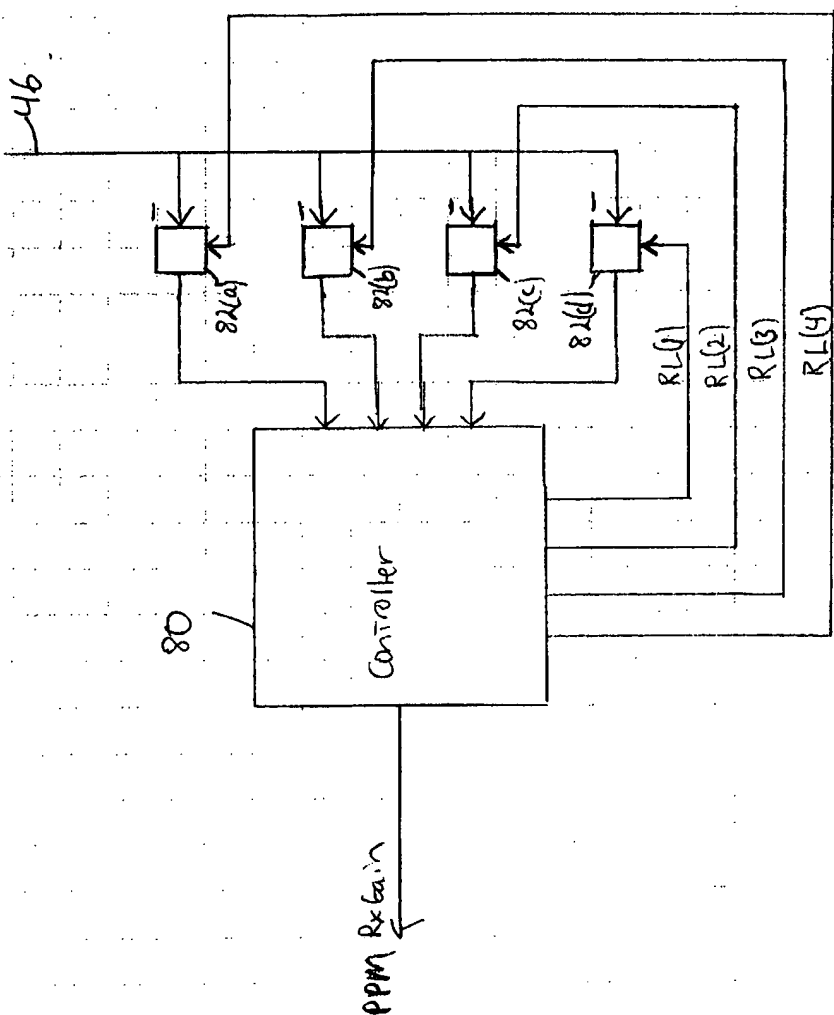 46
82(a)
82(b)
82(c)
82(d)
80
Controller
RL(1)
RL(2)
RL(3)
RL(4)
PPM RxGain